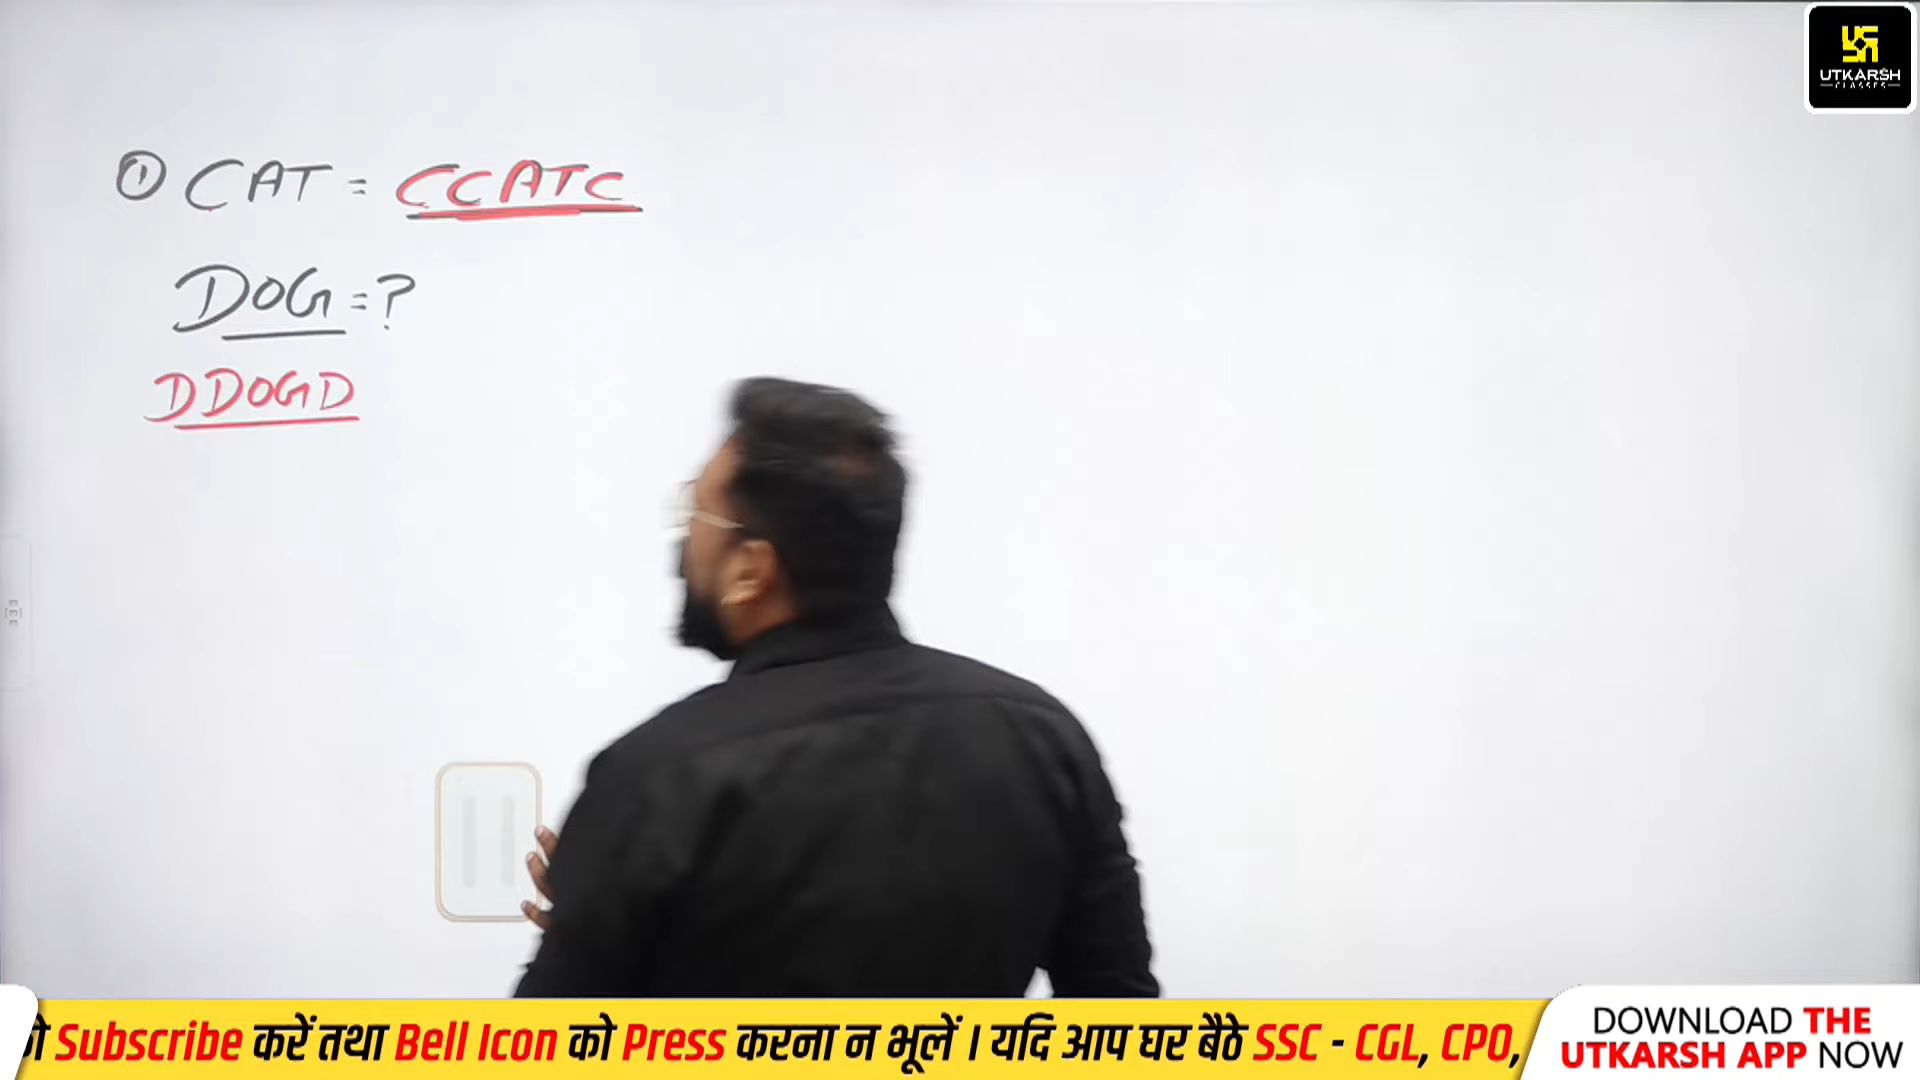 UTKARSH
CLASSES
① CAT = CCATC
DOG = ?
DDOGD
Subscribe करें तथा Bell Icon को Press करना न भूलें । यदि आप घर बैठे SSC - CGL, CPO,
DOWNLOAD THE
UTKARSH APP NOW